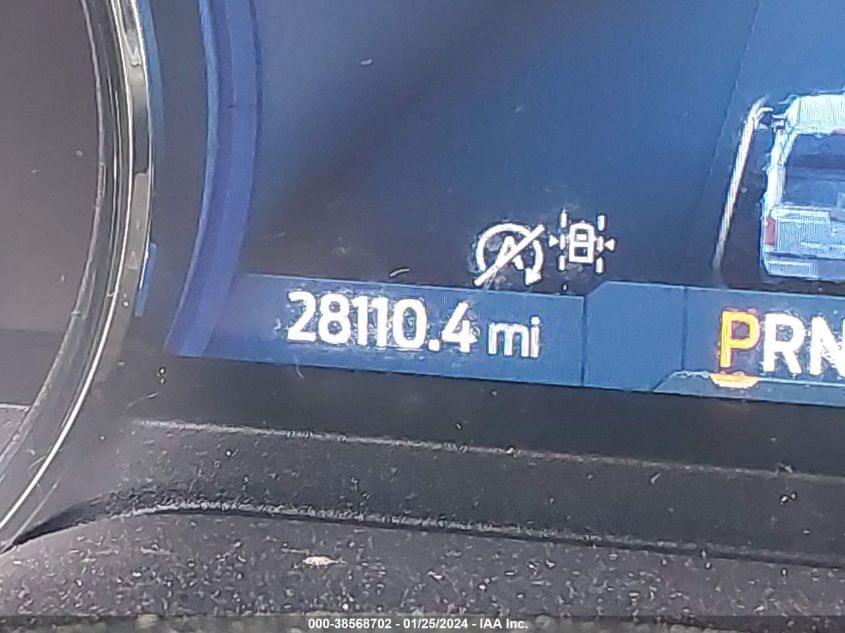 A
28110.4 mi
PRN
000-38568702 - 01/25/2024 - IAA Inc.